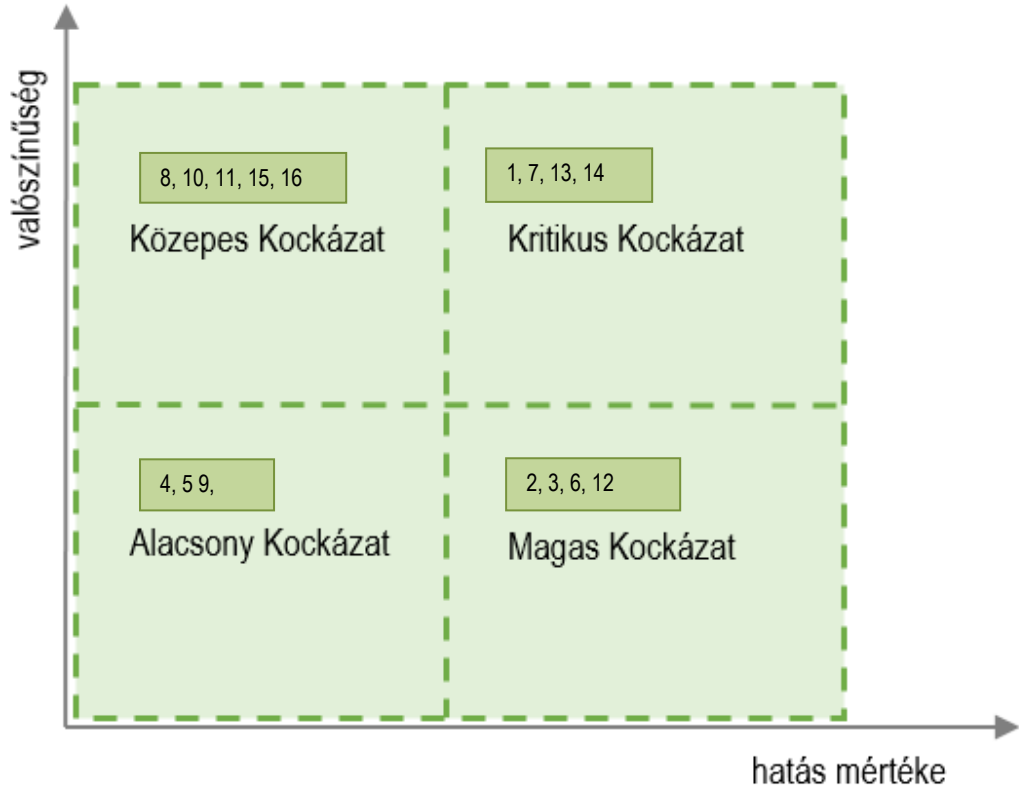 valószínűség
8, 10, 11, 15, 16
Közepes Kockázat
1, 7, 13, 14
Kritikus Kockázat
4, 5 9,
Alacsony Kockázat
2, 3, 6, 12
Magas Kockázat
hatás mértéke